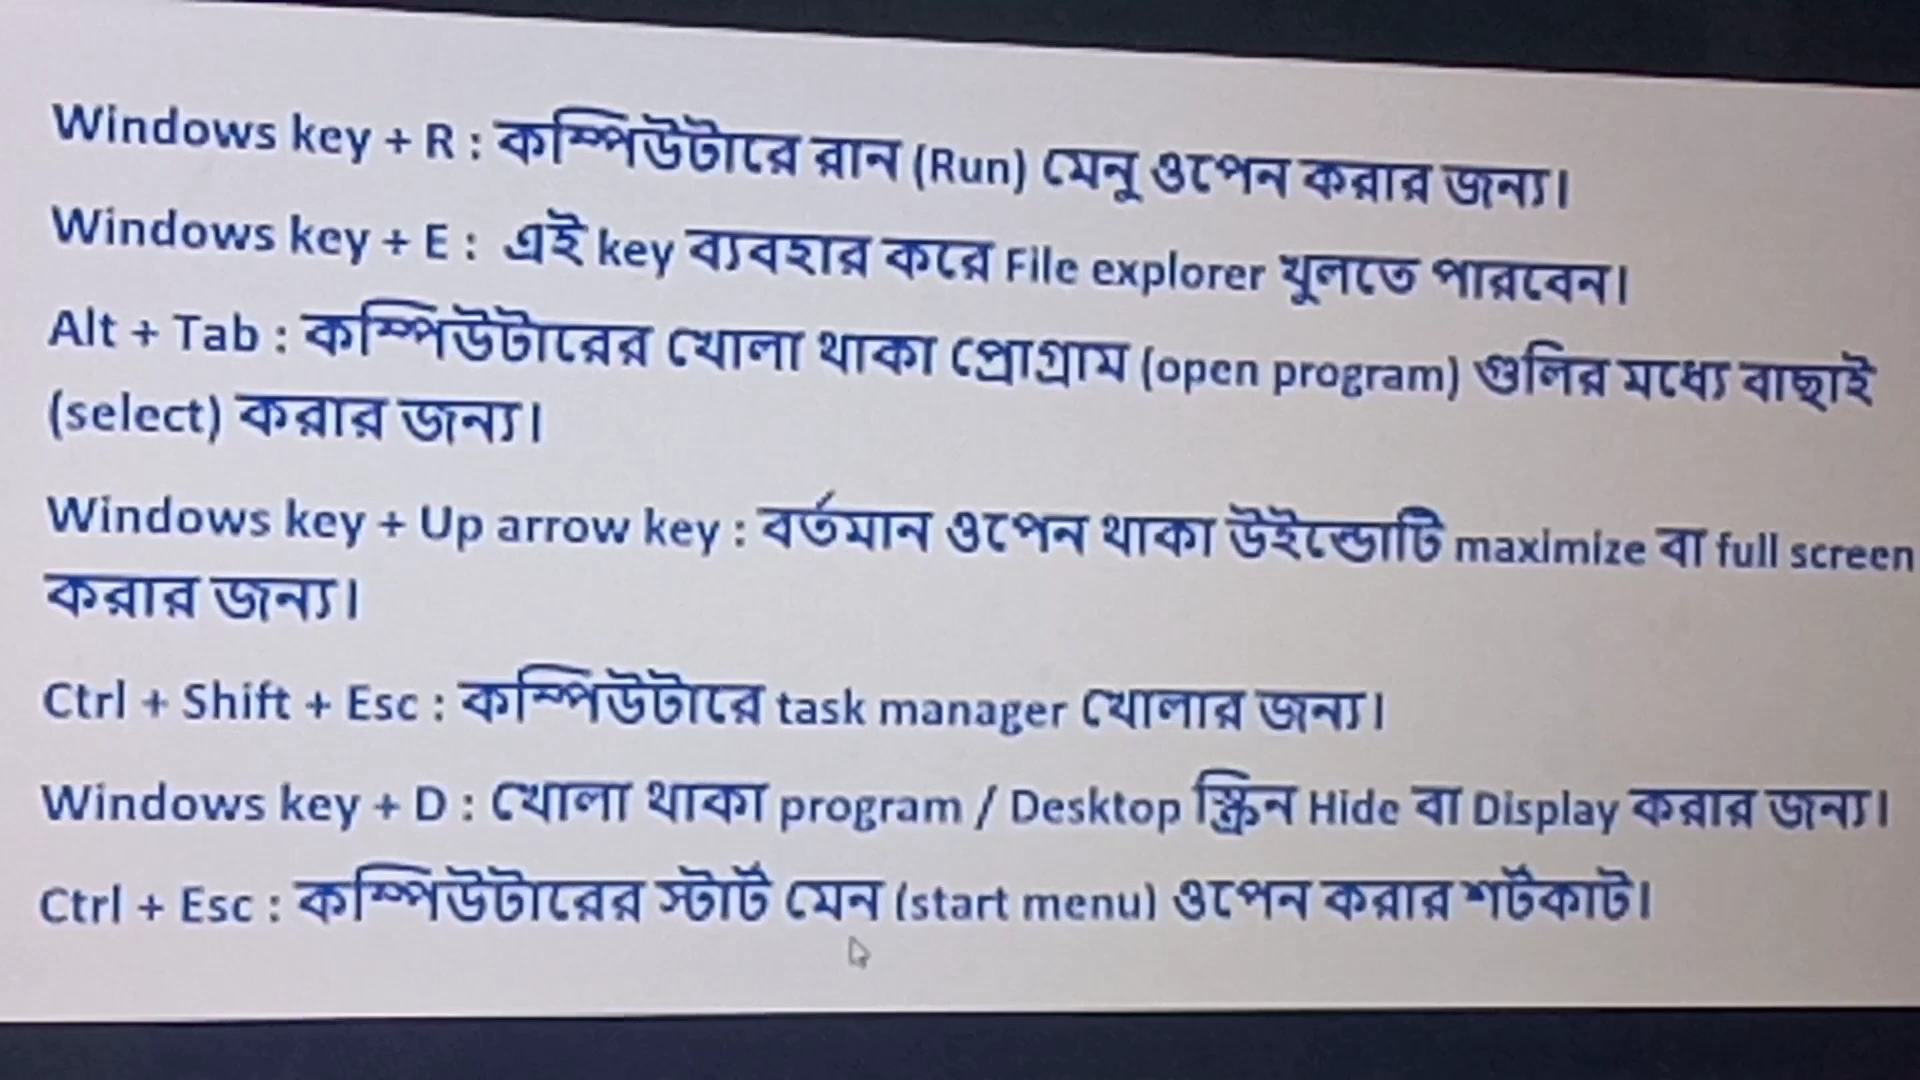 Windows key + R : কম্পিউটারে রান (Run) মেনু ওপেন করার জন্য।
Windows key + E : এই key ব্যবহার করে File explorer খুলতে পারবেন।
Alt + Tab : কম্পিউটারের খোলা থাকা প্রোগ্রাম (open program) গুলির মধ্যে বাছাই
(select) করার জন্য।
Windows key + Up arrow key : বর্তমান ওপেন থাকা উইন্ডোটি maximize বা full screen
করার জন্য।
Ctrl + Shift + Esc : কম্পিউটারে task manager খোলার জন্য।
Windows key + D : খোলা থাকা program / Desktop স্ক্রিন Hide বা Display করার জন্য।
Ctrl + Esc : কম্পিউটারের স্টার্ট মেন (start menu) ওপেন করার শর্টকাট।